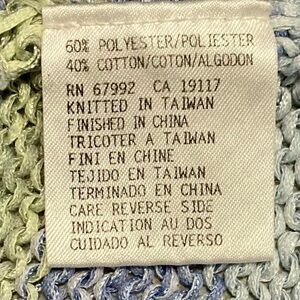 60% POLYESTER/POLIESTER
40% COTTON/COTON/ALGODON
RN 67992 CA 19117
KNITTED IN TAIWAN
FINISHED IN CHINA
TRICOTER A TAIWAN
FINI EN CHINE
TEJIDO EN TAIWAN
TERMINADO EN CHINA
CARE REVERSE SIDE
INDICATION AU DOS
CUIDADO AL REVERSO